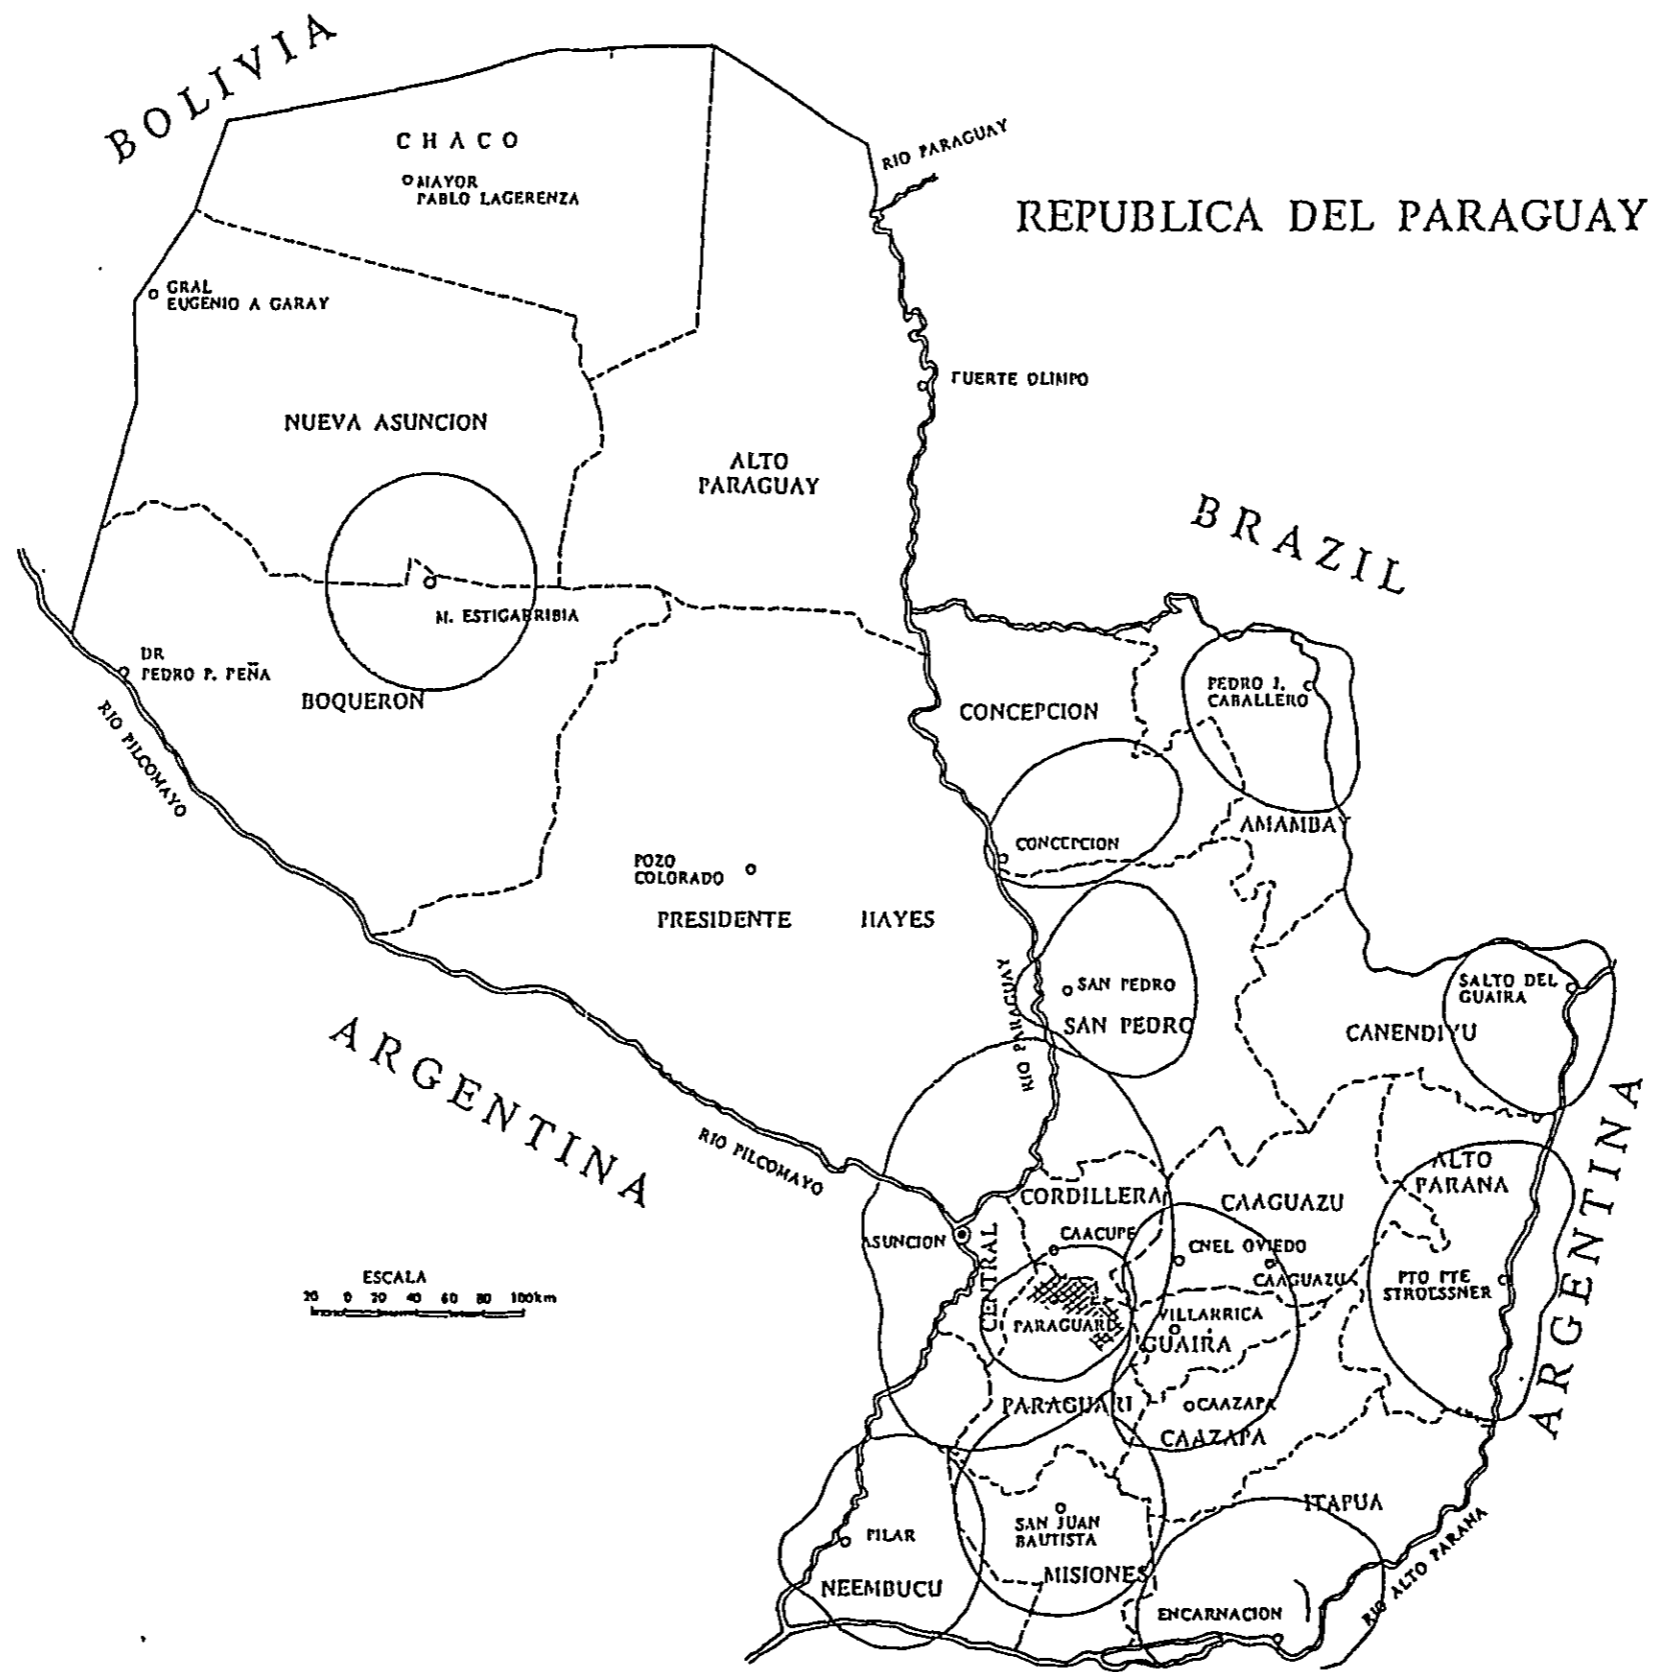 BOLIVIA
CHACO
MAYOR
PABLO LAGERENZA
RIO PARAGUAY
REPUBLICA DEL PARAGUAY
GRAL
EUGENIO A GARAY
FUERTE OLIMPO
NUEVA ASUNCION
ALTO
PARAGUAY
BRAZIL
M. ESTIGARRIBIA
DR
PEDRO P. PEÑA
BOQUERON
RIO PILCOMAYO
PEDRO J.
CABALLERO
CONCEPCION
AMAMBAY
CONCEPCION
POZO
COLORADO
PRESIDENTE HAYES
RIO PARAGUAY
SAN PEDRO
SAN PEDRO
SALTO DEL
GUAIRA
CANENDIYU
ARGENTINA
RIO PILCOMAYO
ALTO
PARANA
ARGENTINA
CORDILLERA
CAAGUAZU
ASUNCION
CENTRAL
CAACUPE
CNEL OVIEDO
CAAGUAZU
PTO PTE
STROESSNER
ESCALA
20 0 20 40 60 80 100km
PARAGUARI
VILLARRICA
GUAIRA
PARAGUARI
CAAZAPA
CAAZAPA
ITAPUA
PILAR
SAN JUAN
BAUTISTA
NEEMBUCU
MISIONES
ENCARNACION
RIO ALTO PARANA